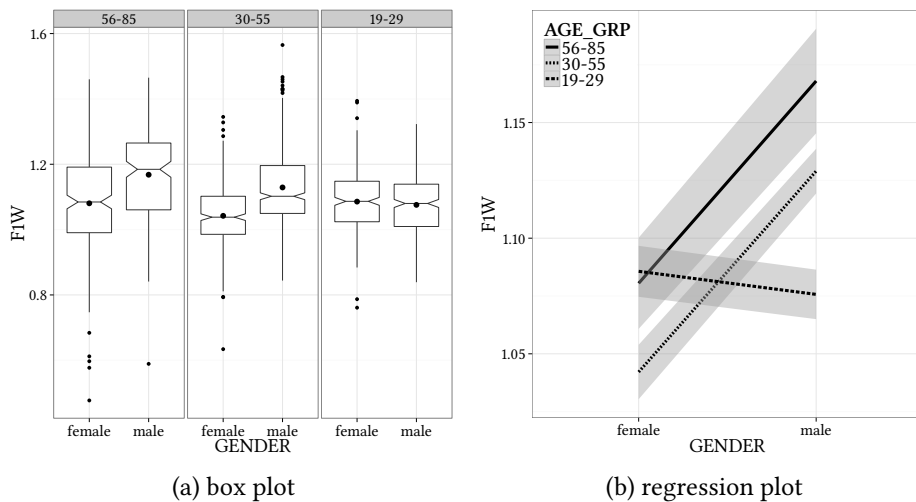 56-85 30-55 19-29
1.6
1.2
0.8
F1W
female male female male female male
GENDER
(a) box plot
AGE_GRP
56-85
30-55
19-29
1.15
1.10
1.05
F1W
female male
GENDER
(b) regression plot